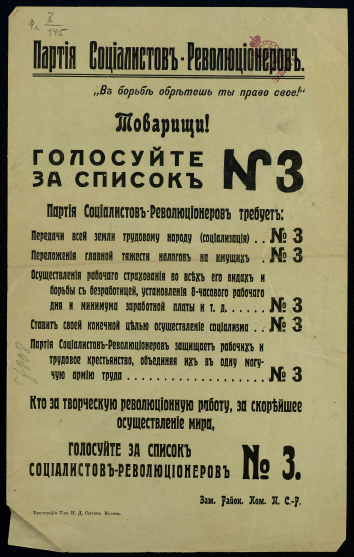 Партія Соціалистовъ-Революціонеровъ.
„Въ борьбѣ обрѣтешь ты право свое!“
Товарищи!
ГОЛОСУЙТЕ
ЗА СПИСОКЪ №3
Партія Соціалистовъ-Революціонеровъ требуетъ:
Передачи всей земли трудовому народу (соціализація) . . № 3
Переложенія главной тяжести налоговъ на имущихъ . . № 3
Осуществленія рабочаго страхованія во всѣхъ его видахъ и
борьбы съ безработицей, установленія 8-часового рабочаго
дня и минимума заработной платы и т. д. . . . . . № 3
Ставитъ своей конечной цѣлью осуществленіе соціализма . . № 3
Партія Соціалистовъ-Революціонеровъ защищаетъ рабочихъ и
трудовое крестьянство, объединяя ихъ въ одну могу-
чую армію труда . . . . . . . . . . . № 3
Кто за творческую революціонную работу, за скорѣйшее
осуществленіе мира,
ГОЛОСУЙТЕ ЗА СПИСОКЪ
СОЦІАЛИСТОВЪ-РЕВОЛЮЦІОНЕРОВЪ № 3.
Зам. Район. Ком. П. С.-Р.
Типографія Т-ва И. Д. Сытина, Москва.